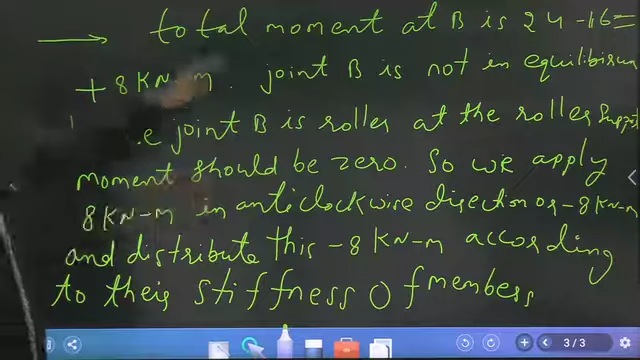 total moment at B is 24 -16 =
+ 8 KN-m. joint B is not in equilibrium
.e joint B is roller at the roller support
moment should be zero. So we apply
8 KN-m in anticlockwise direction or -8 KN-m
and distribute this -8 KN-m according
to their stiffness Of members
3 / 3